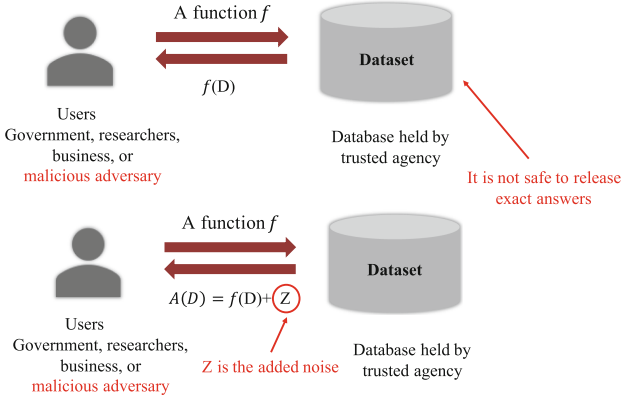 A function f
Dataset
f(D)
Users
Government, researchers,
business, or
malicious adversary
Database held by
trusted agency
It is not safe to release
exact answers
A function f
Dataset
A(D) = f(D)+ Z
Users
Government, researchers,
business, or
malicious adversary
Z is the added noise
Database held by
trusted agency